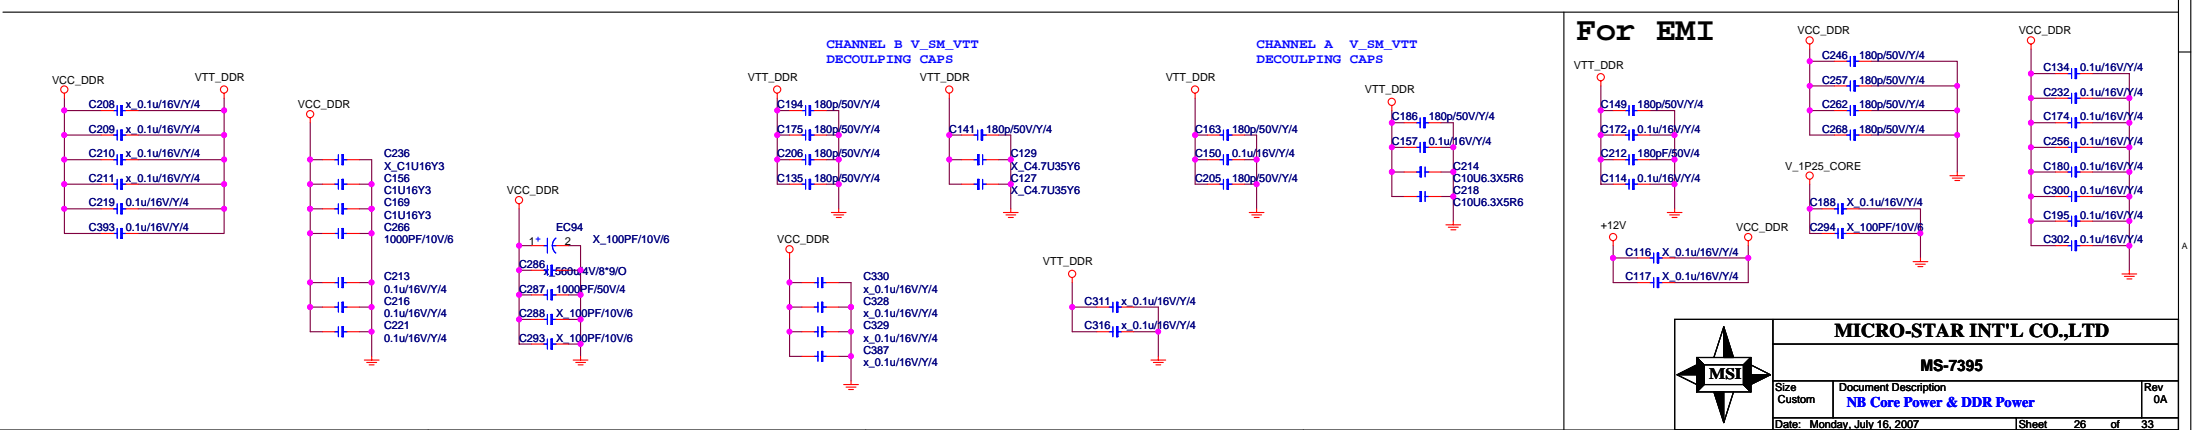 VCC_DDR
VTT_DDR
C208 x_0.1u/16V/Y/4
C209 x_0.1u/16V/Y/4
C210 x_0.1u/16V/Y/4
C211 x_0.1u/16V/Y/4
C219 0.1u/16V/Y/4
C393 0.1u/16V/Y/4
VCC_DDR
C236
X_C1U16Y3
C156
C1U16Y3
C169
C1U16Y3
C266
1000PF/10V/6
C213
0.1u/16V/Y/4
C216
0.1u/16V/Y/4
C221
0.1u/16V/Y/4
VCC_DDR
EC94
1 + 2
X_100PF/10V/6
C286
x_560u/4V/8*9/O
C287 1000PF/50V/4
C288 X_100PF/10V/6
C293 X_100PF/10V/6
CHANNEL B V_SM_VTT
DECOULPING CAPS
VTT_DDR
C194 180p/50V/Y/4
C175 180p/50V/Y/4
C206 180p/50V/Y/4
C135 180p/50V/Y/4
VTT_DDR
C141 180p/50V/Y/4
C129
X_C4.7U35Y6
C127
X_C4.7U35Y6
VCC_DDR
C330
x_0.1u/16V/Y/4
C328
x_0.1u/16V/Y/4
C329
x_0.1u/16V/Y/4
C387
x_0.1u/16V/Y/4
VTT_DDR
C311 x_0.1u/16V/Y/4
C316 x_0.1u/16V/Y/4
CHANNEL A V_SM_VTT
DECOULPING CAPS
VTT_DDR
C163 180p/50V/Y/4
C150 0.1u/16V/Y/4
C205 180p/50V/Y/4
VTT_DDR
C186 180p/50V/Y/4
C157 0.1u/16V/Y/4
C214
C10U6.3X5R6
C218
C10U6.3X5R6
For EMI
VTT_DDR
C149 180p/50V/Y/4
C172 0.1u/16V/Y/4
C212 180pF/50V/4
C114 0.1u/16V/Y/4
+12V
VCC_DDR
C116 X_0.1u/16V/Y/4
C117 X_0.1u/16V/Y/4
VCC_DDR
C246 180p/50V/Y/4
C257 180p/50V/Y/4
C262 180p/50V/Y/4
C268 180p/50V/Y/4
V_1P25_CORE
C188 X_0.1u/16V/Y/4
C294 X_100PF/10V/6
VCC_DDR
C134 0.1u/16V/Y/4
C232 0.1u/16V/Y/4
C174 0.1u/16V/Y/4
C256 0.1u/16V/Y/4
C180 0.1u/16V/Y/4
C300 0.1u/16V/Y/4
C195 0.1u/16V/Y/4
C302 0.1u/16V/Y/4
A
MSI
MICRO-STAR INT'L CO.,LTD
MS-7395
Size
Custom
Document Description
NB Core Power & DDR Power
Rev
0A
Date: Monday, July 16, 2007
Sheet 26 of 33